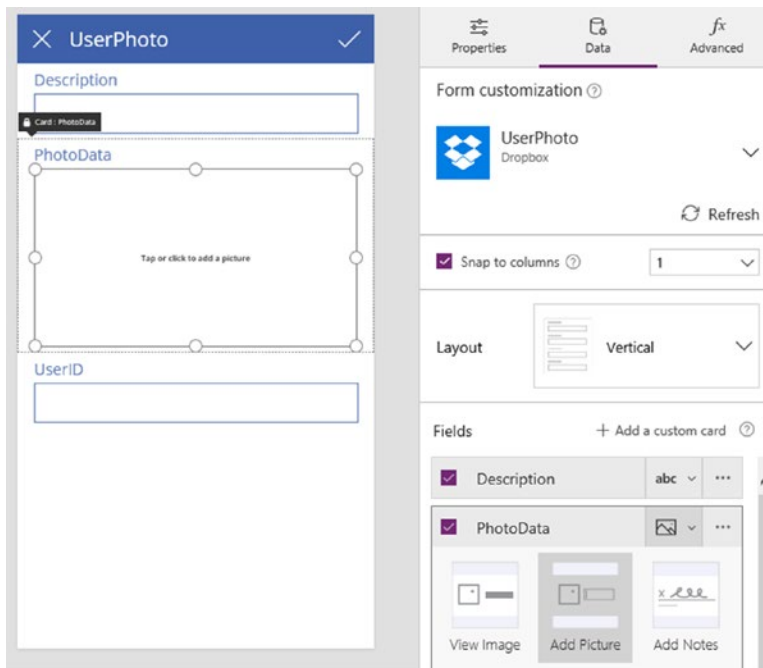 UserPhoto
Description
Card : PhotoData
PhotoData
Tap or click to add a picture
UserID
Properties
Data
fx
Advanced
Form customization ?
UserPhoto
Dropbox
Refresh
Snap to columns ?
1
Layout
Vertical
Fields
+ Add a custom card ?
Description
abc
...
PhotoData
...
View Image
Add Picture
Add Notes